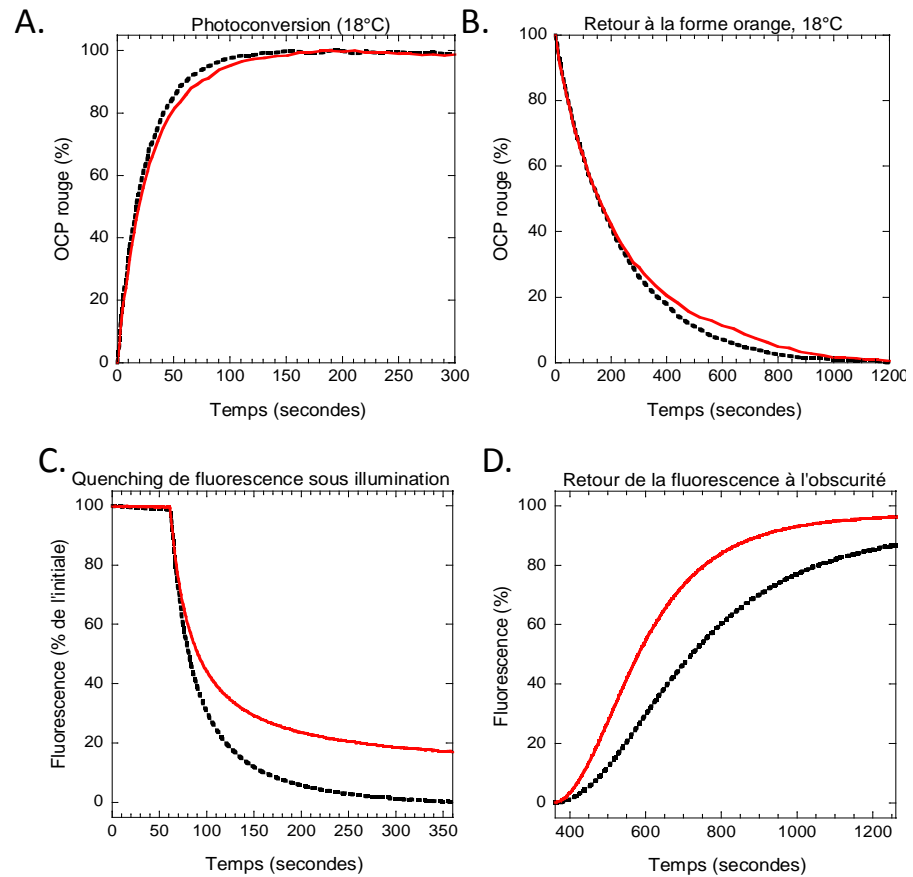 A.
Photoconversion (18°C)
100
80
60
40
20
0
OCP rouge (%)
0 50 100 150 200 250 300
Temps (secondes)
B.
Retour à la forme orange, 18°C
100
80
60
40
20
0
OCP rouge (%)
0 200 400 600 800 1000 1200
Temps (secondes)
C.
Quenching de fluorescence sous illumination
100
80
60
40
20
0
Fluorescence (% de l'initiale)
0 50 100 150 200 250 300 350
Temps (secondes)
D.
Retour de la fluorescence à l'obscurité
100
80
60
40
20
0
Fluorescence (%)
400 600 800 1000 1200
Temps (secondes)